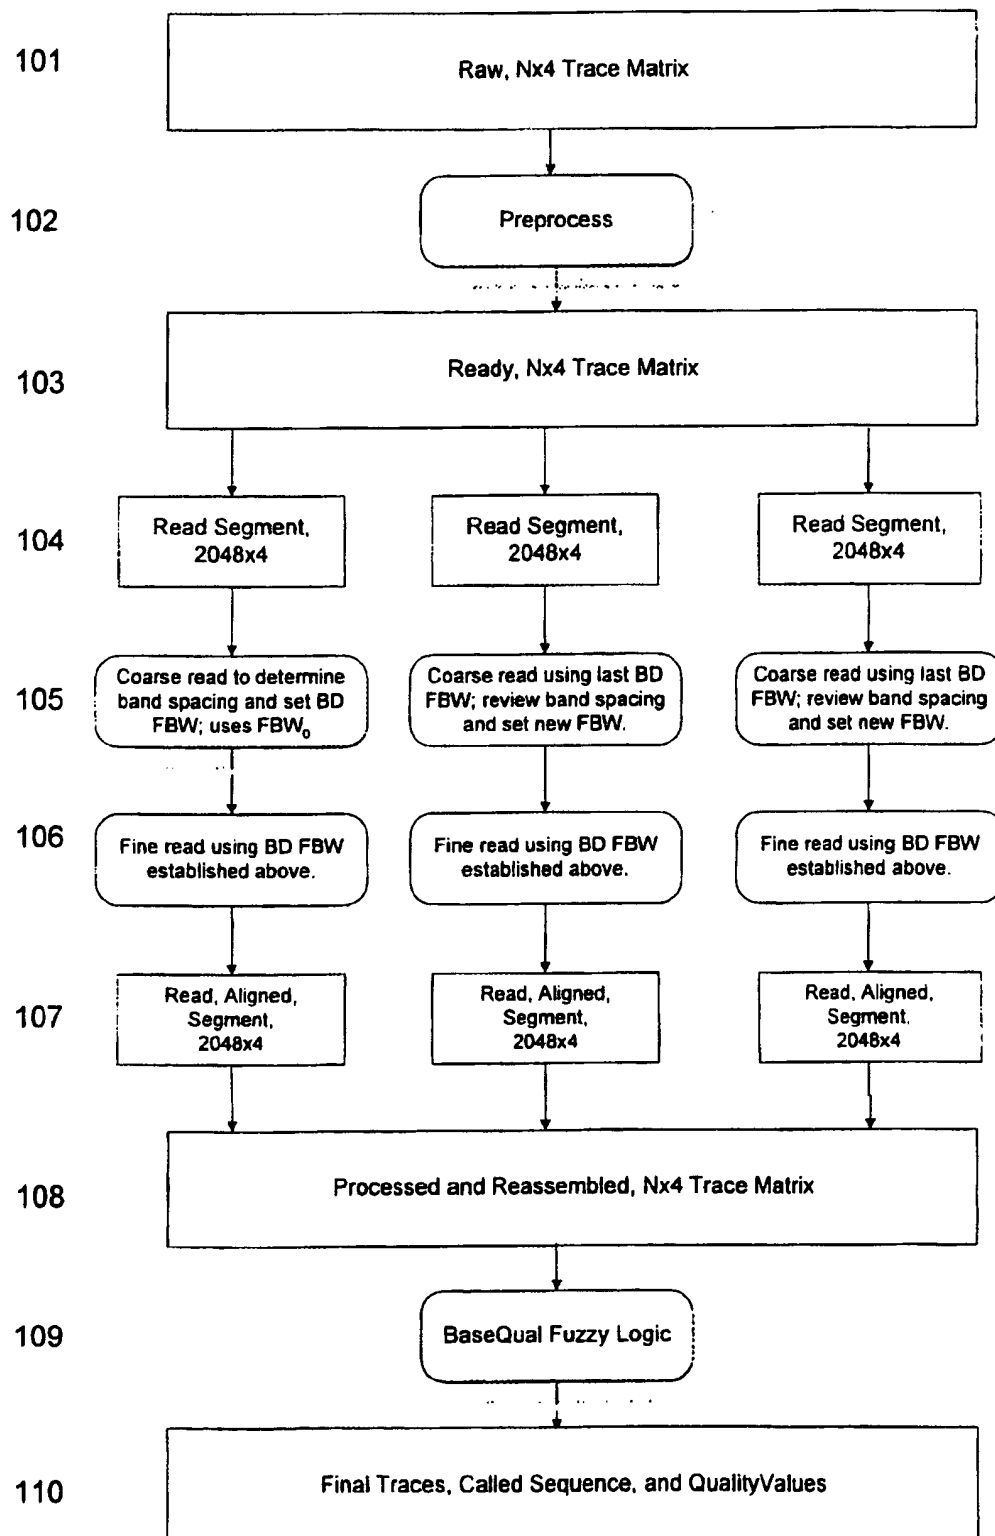 101
Raw, Nx4 Trace Matrix
102
Preprocess
103
Ready, Nx4 Trace Matrix
104
Read Segment,
2048x4
Read Segment,
2048x4
Read Segment,
2048x4
105
Coarse read to determine
band spacing and set BD
FBW; uses FBW₀
Coarse read using last BD
FBW; review band spacing
and set new FBW.
Coarse read using last BD
FBW; review band spacing
and set new FBW.
106
Fine read using BD FBW
established above.
Fine read using BD FBW
established above.
Fine read using BD FBW
established above.
107
Read, Aligned,
Segment,
2048x4
Read, Aligned,
Segment,
2048x4
Read, Aligned,
Segment.
2048x4
108
Processed and Reassembled, Nx4 Trace Matrix
109
BaseQual Fuzzy Logic
110
Final Traces, Called Sequence, and QualityValues